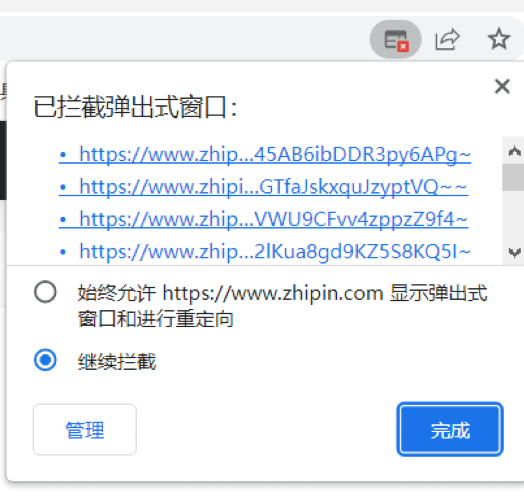 已拦截弹出式窗口：
• https://www.zhip...45AB6ibDDR3py6APg~
• https://www.zhipi...GTfaJskxquJzyptVQ~~
• https://www.zhip...VWU9CFvv4zppzZ9f4~
• https://www.zhip...2lKua8gd9KZ5S8KQ5I~
始终允许 https://www.zhipin.com 显示弹出式
窗口和进行重定向
继续拦截
管理
完成